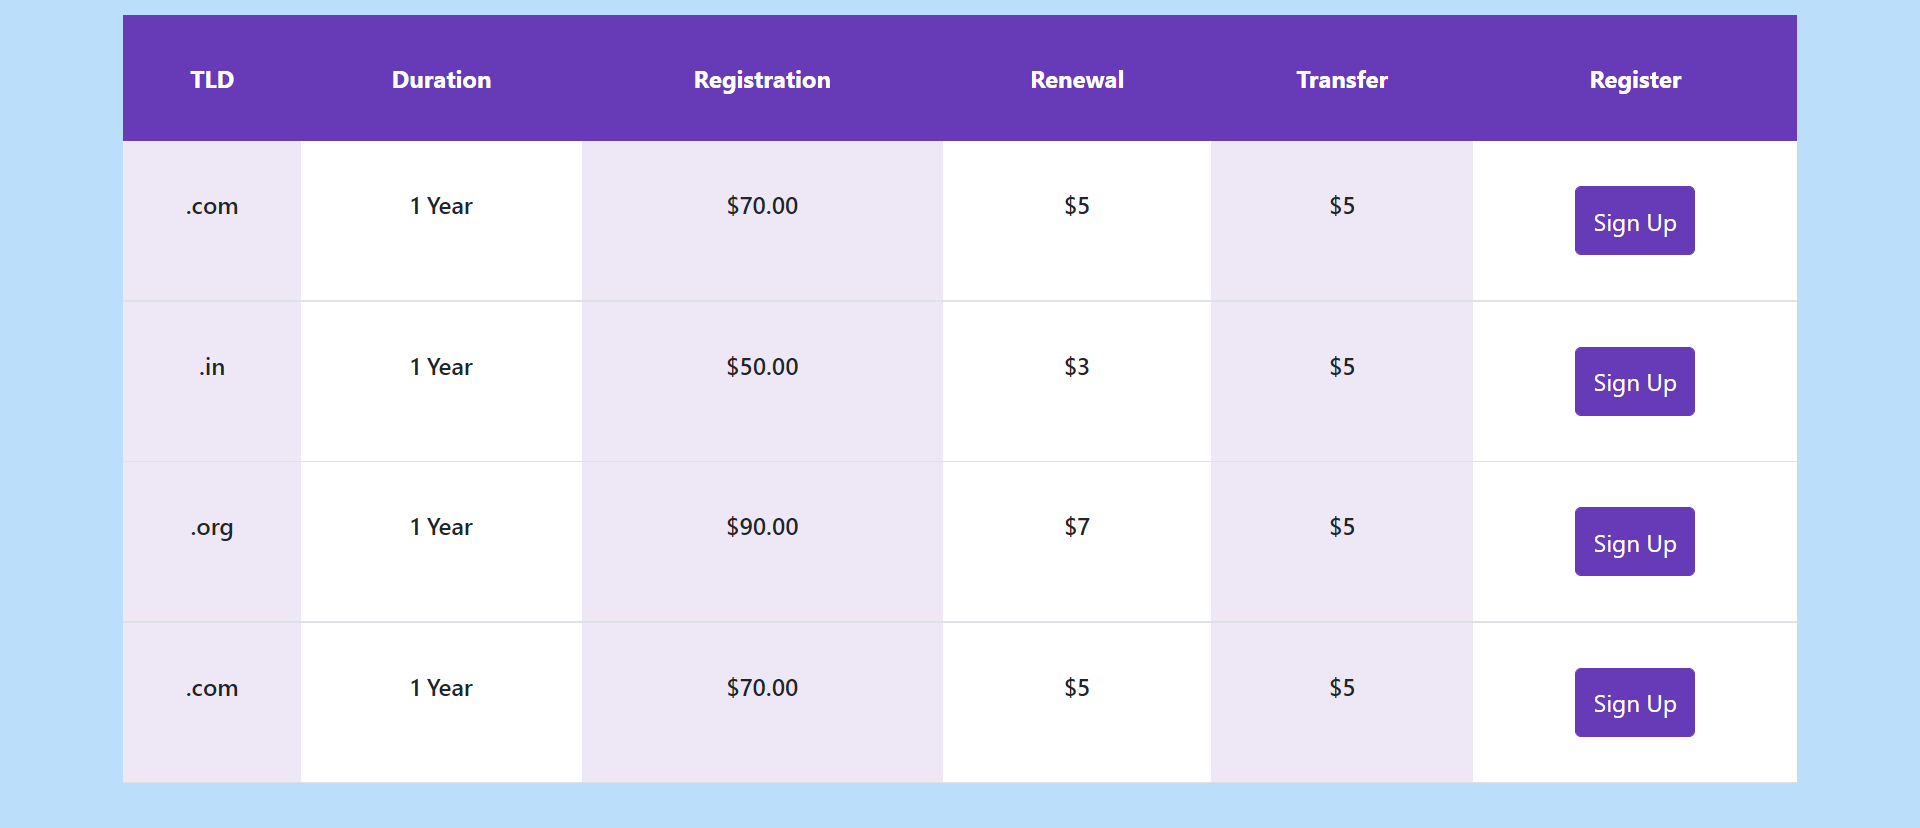 TLD Duration Registration Renewal Transfer Register
.com 1 Year $70.00 $5 $5 Sign Up
.in 1 Year $50.00 $3 $5 Sign Up
.org 1 Year $90.00 $7 $5 Sign Up
.com 1 Year $70.00 $5 $5 Sign Up